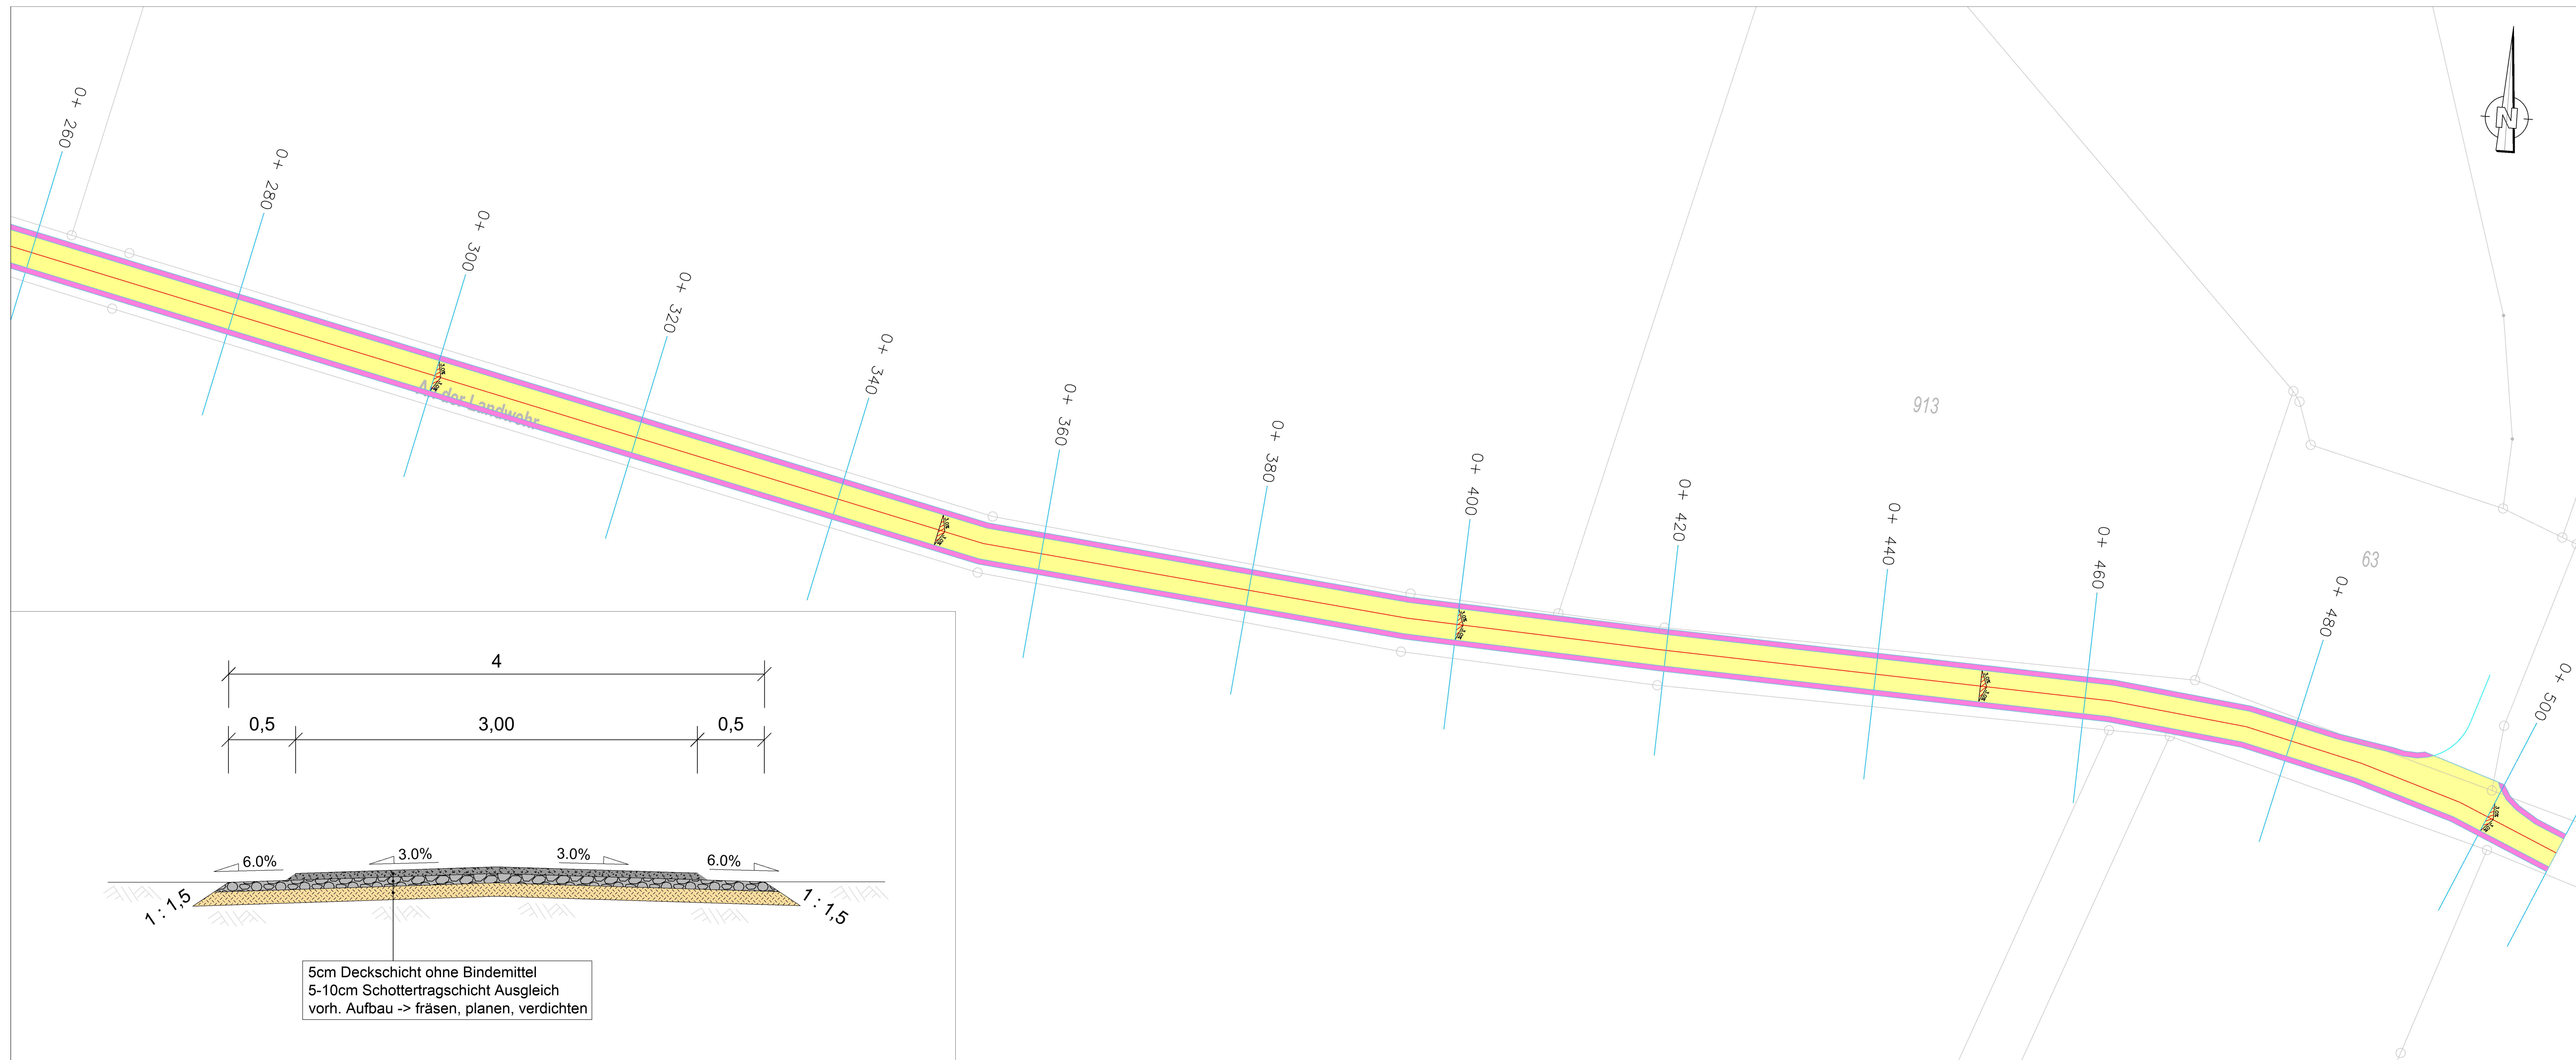 0+ 260
0+ 280
0+ 300
0+ 320
0+ 340
0+ 360
0+ 380
0+ 400
0+ 420
0+ 440
0+ 460
0+ 480
0+ 500
N
An der Landwehr
913
63
4
0,5 3,00 0,5
6.0% 3.0% 3.0% 6.0%
1 : 1,5 1 : 1,5
5cm Deckschicht ohne Bindemittel
5-10cm Schottertragschicht Ausgleich
vorh. Aufbau -> fräsen, planen, verdichten